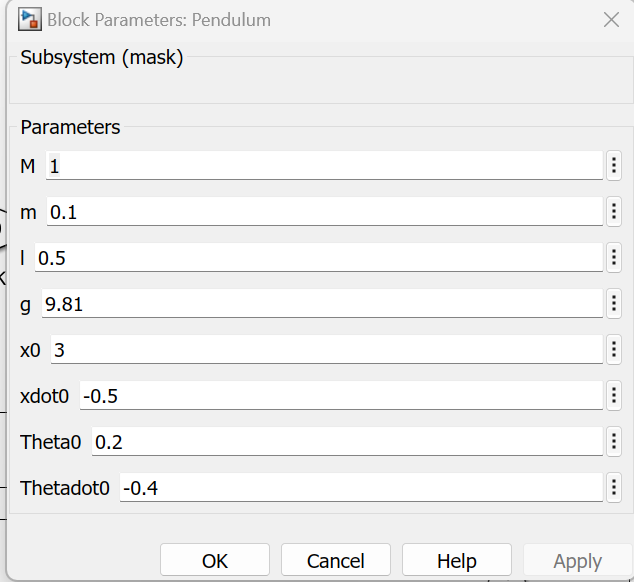 Block Parameters: Pendulum
Subsystem (mask)
Parameters
M 1
m 0.1
l 0.5
g 9.81
x0 3
xdot0 -0.5
Theta0 0.2
Thetadot0 -0.4
OK Cancel Help Apply